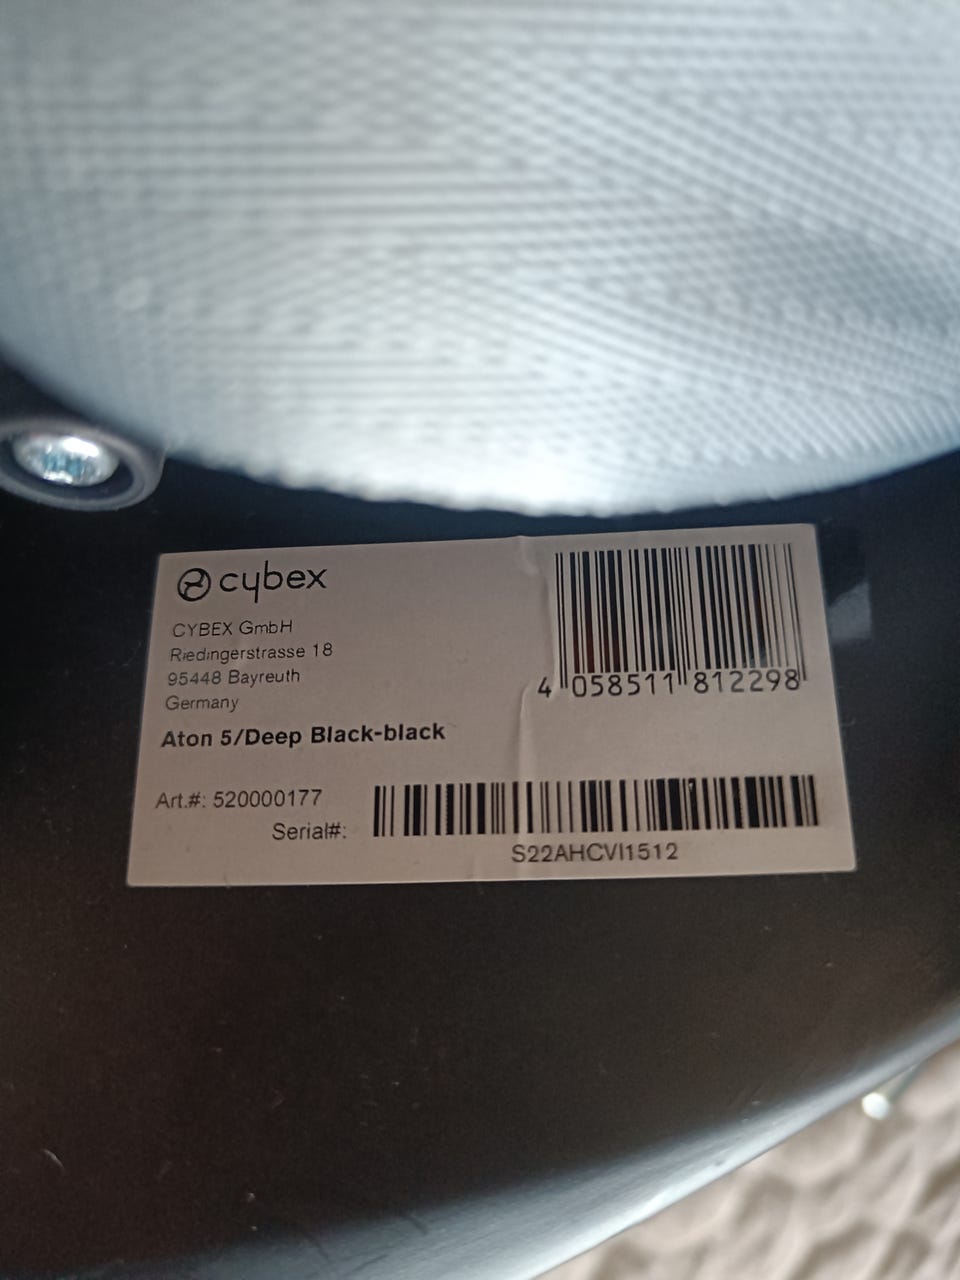 cybex
CYBEX GmbH
Riedingerstrasse 18
95448 Bayreuth
Germany
Aton 5/Deep Black-black
4 058511 812298
Art.#: 520000177
Serial#:
S22AHCVI1512